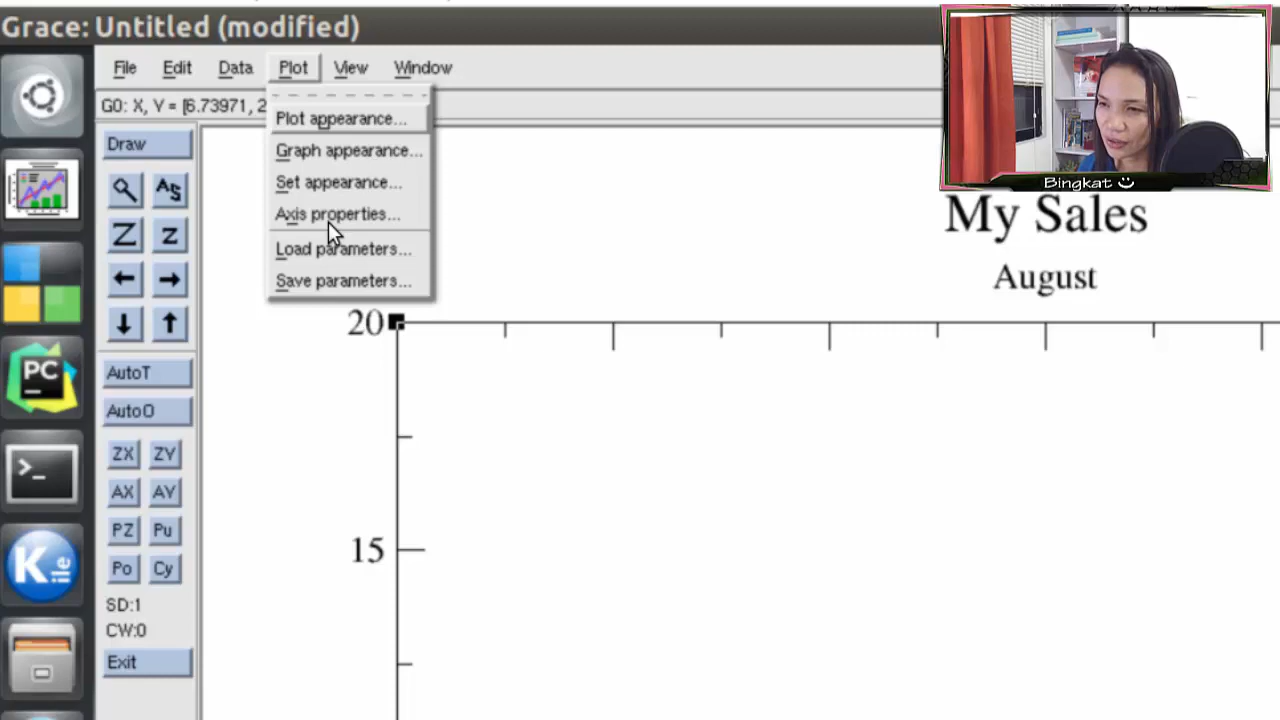 Grace: Untitled (modified)
File Edit Data Plot View Window
G0: X, Y = [6.73971, 2
Plot appearance...
Graph appearance...
Set appearance...
Axis properties...
Load parameters...
Save parameters...
Draw
AS
Z z
AutoT
AutoO
ZX ZY
AX AY
PZ Pu
Po Cy
SD:1
CW:0
Exit
PC
>_
K
ile
Bingkat
My Sales
August
20
15